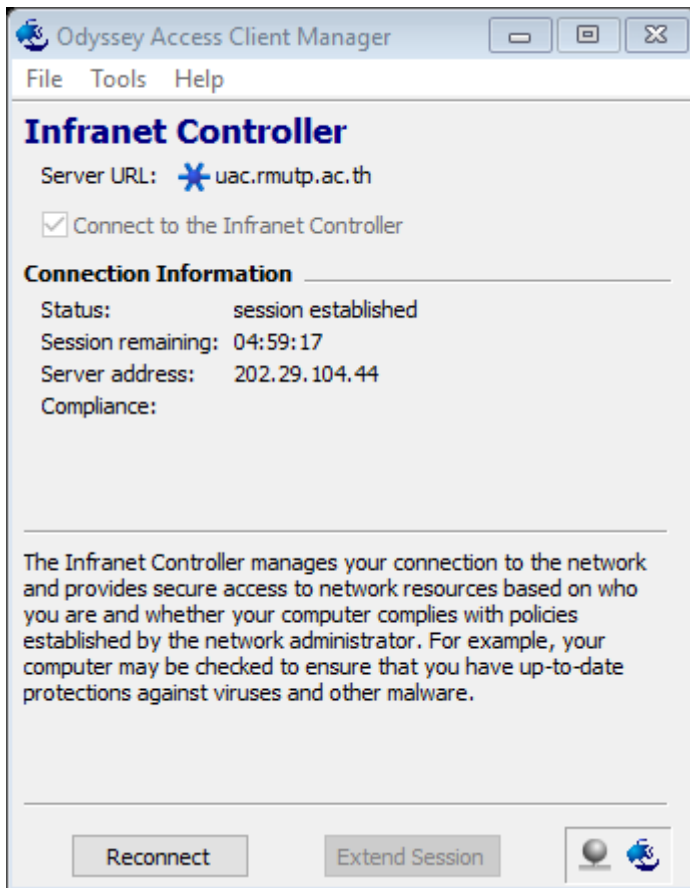 Odyssey Access Client Manager
File Tools Help
Infranet Controller
Server URL: uac.rmutp.ac.th
Connect to the Infranet Controller
Connection Information
Status: session established
Session remaining: 04:59:17
Server address: 202.29.104.44
Compliance:
The Infranet Controller manages your connection to the network
and provides secure access to network resources based on who
you are and whether your computer complies with policies
established by the network administrator. For example, your
computer may be checked to ensure that you have up-to-date
protections against viruses and other malware.
Reconnect Extend Session